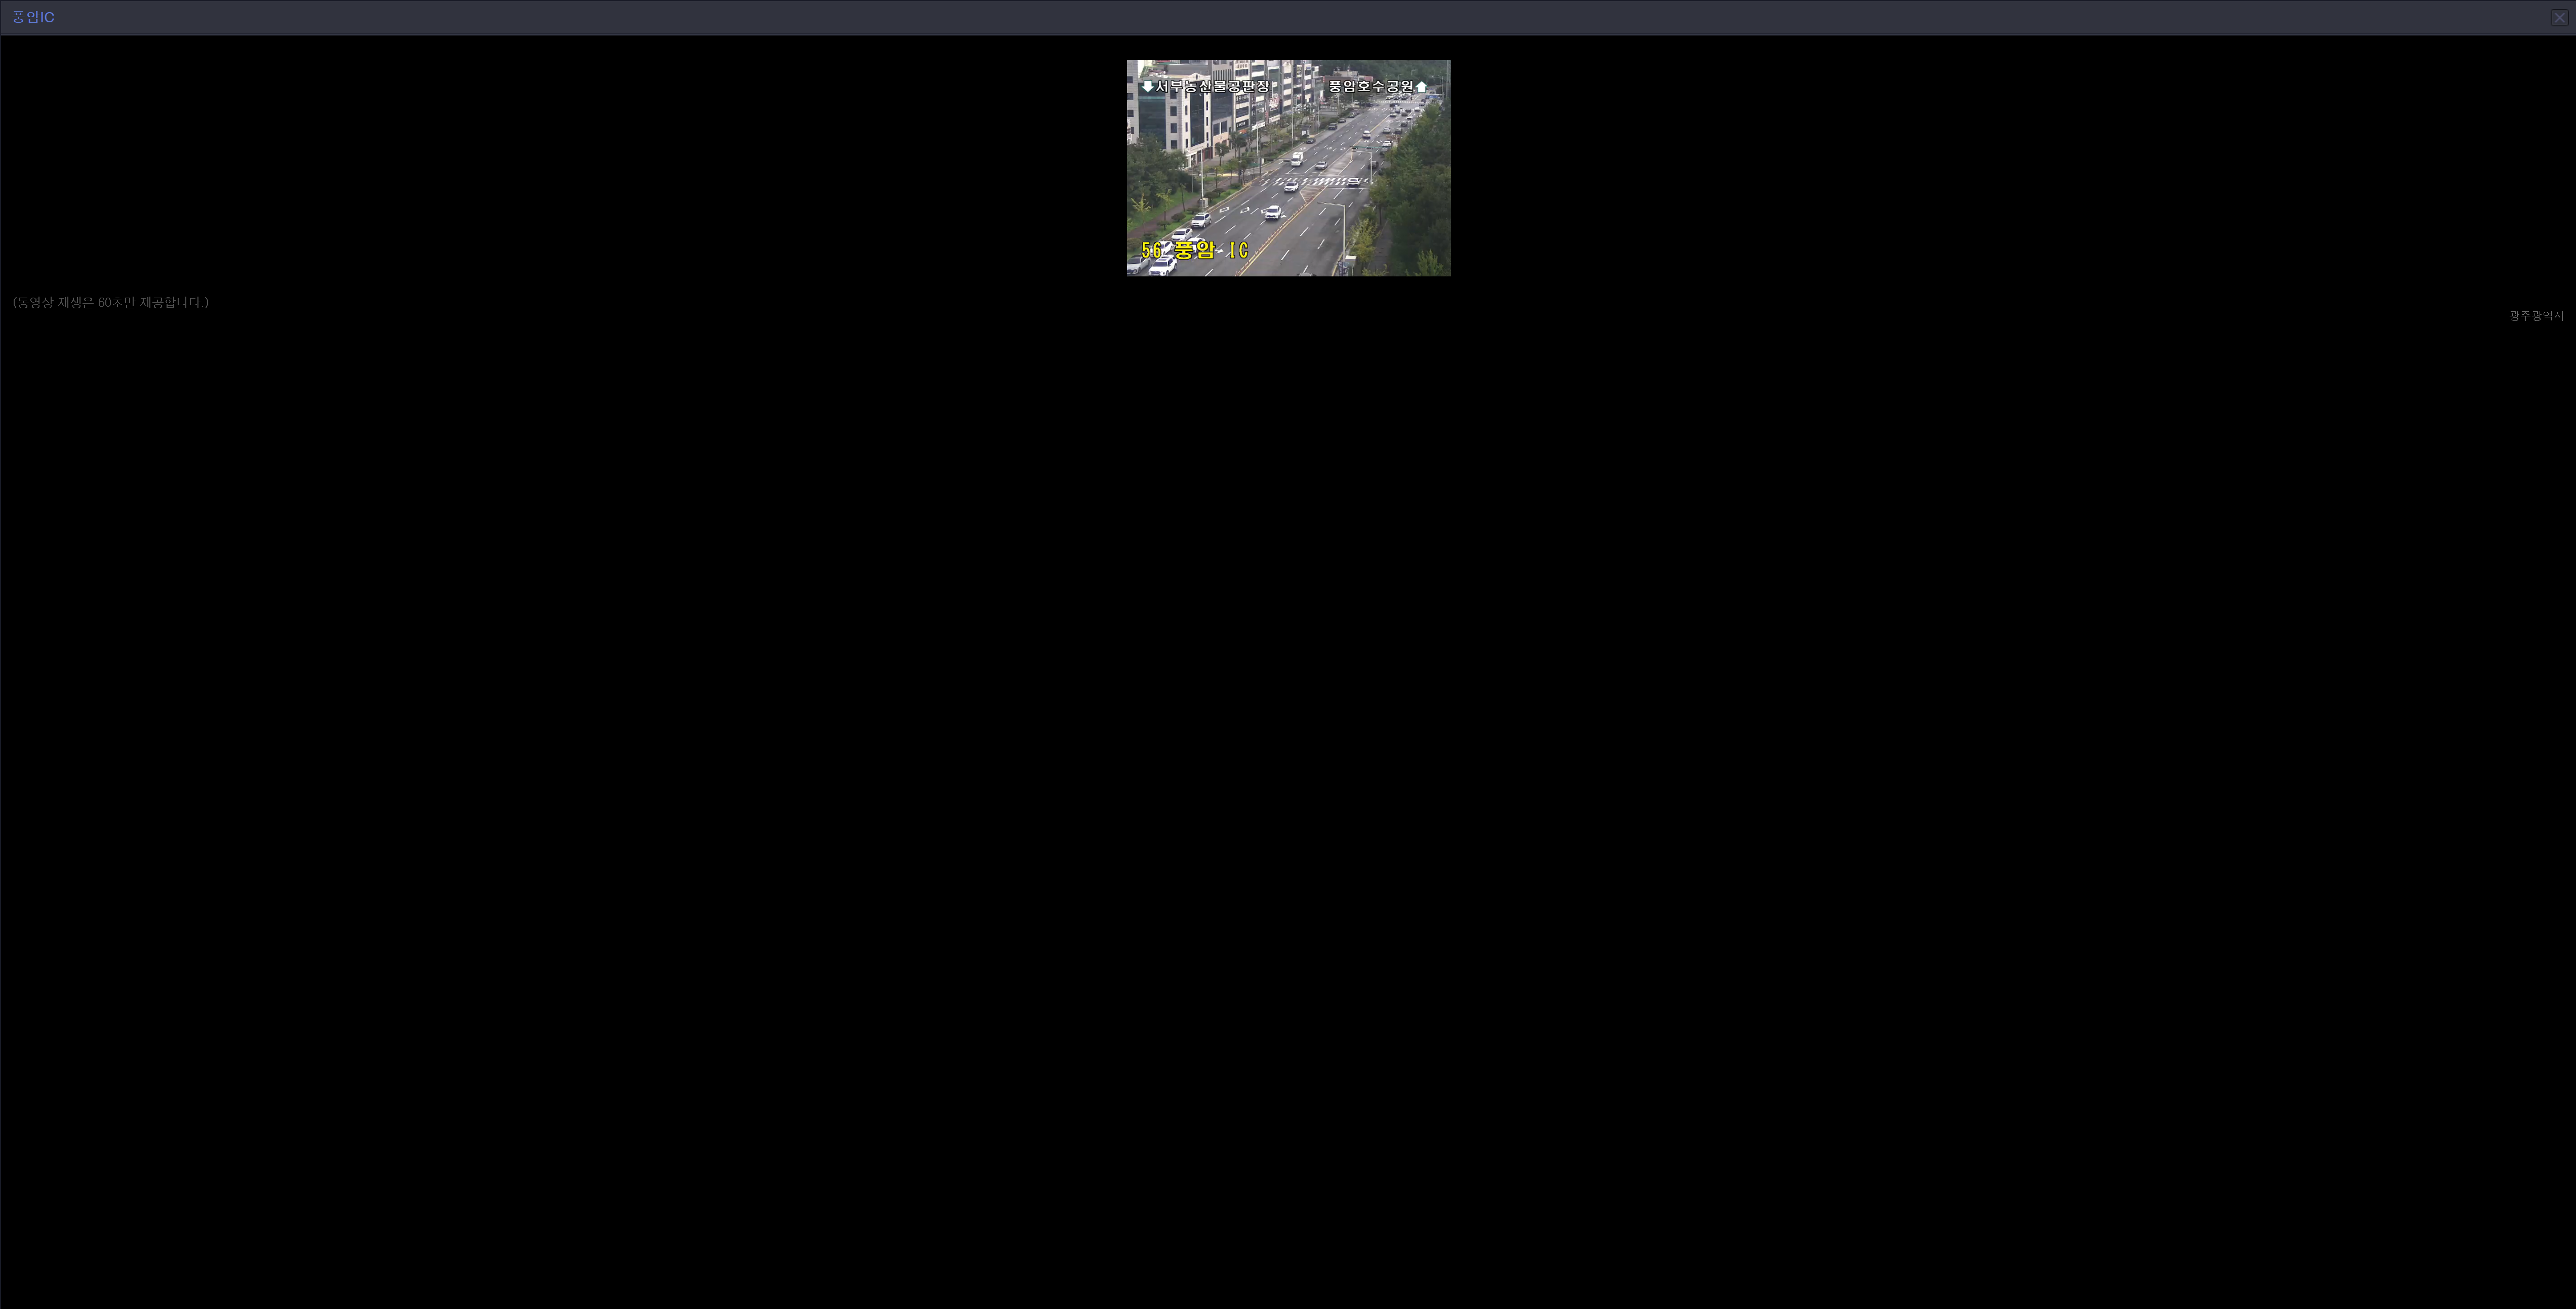 풍암IC
⬇서부농산물공판장
풍암호수공원⬆
56 풍암 IC
(동영상 재생은 60초만 제공합니다.)
광주광역시